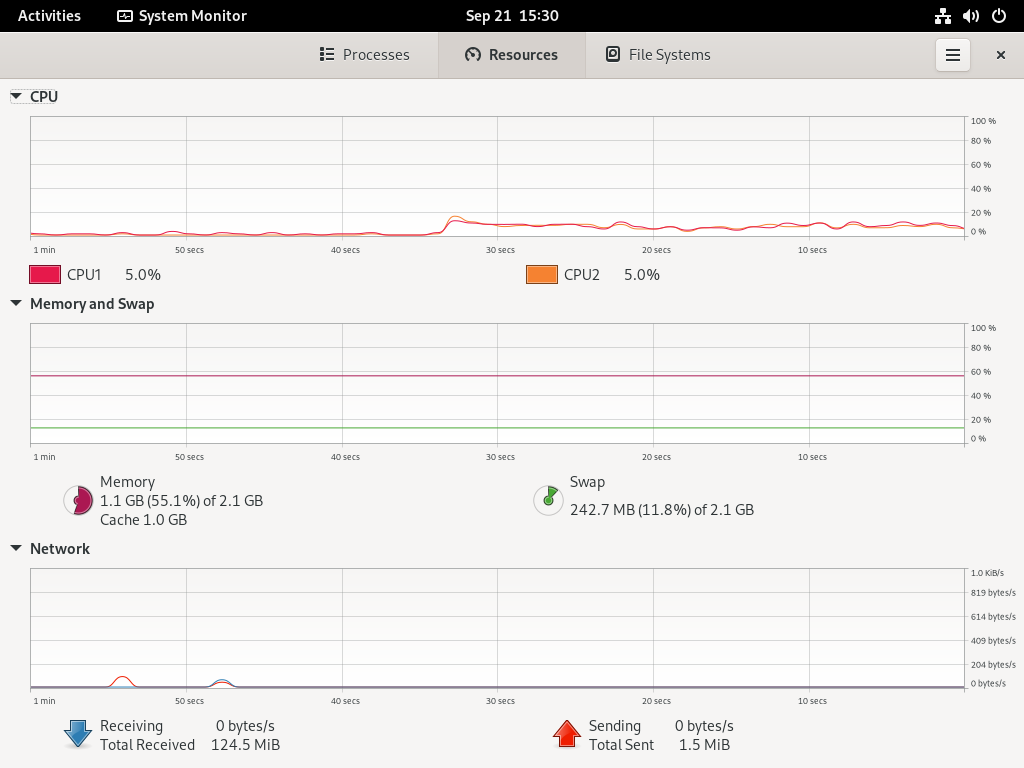 Activities System Monitor Sep 21 15:30
Processes Resources File Systems
CPU
100 %
80 %
60 %
40 %
20 %
0 %
1 min 50 secs 40 secs 30 secs 20 secs 10 secs
CPU1 5.0% CPU2 5.0%
Memory and Swap
100 %
80 %
60 %
40 %
20 %
0 %
1 min 50 secs 40 secs 30 secs 20 secs 10 secs
Memory
1.1 GB (55.1%) of 2.1 GB
Cache 1.0 GB
Swap
242.7 MB (11.8%) of 2.1 GB
Network
1.0 KiB/s
819 bytes/s
614 bytes/s
409 bytes/s
204 bytes/s
0 bytes/s
1 min 50 secs 40 secs 30 secs 20 secs 10 secs
Receiving 0 bytes/s
Total Received 124.5 MiB
Sending 0 bytes/s
Total Sent 1.5 MiB